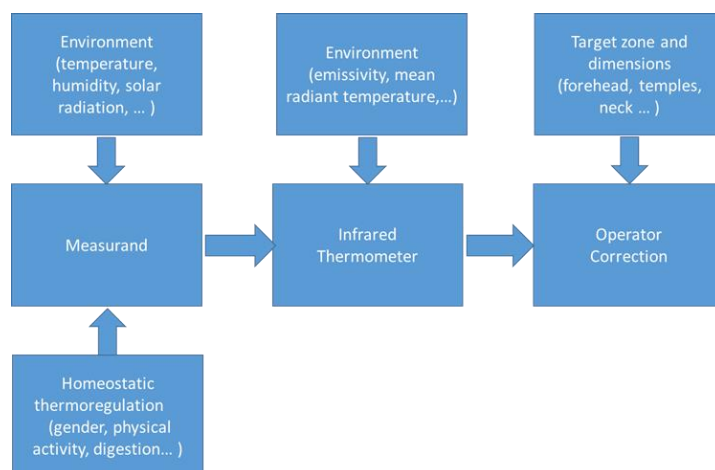 Environment
(temperature,
humidity, solar
radiation, ... )
Environment
(emissivity, mean
radiant temperature,...)
Target zone and
dimensions
(forehead, temples,
neck ... )
Measurand
Infrared
Thermometer
Operator
Correction
Homeostatic
thermoregulation
(gender, physical
activity, digestion... )